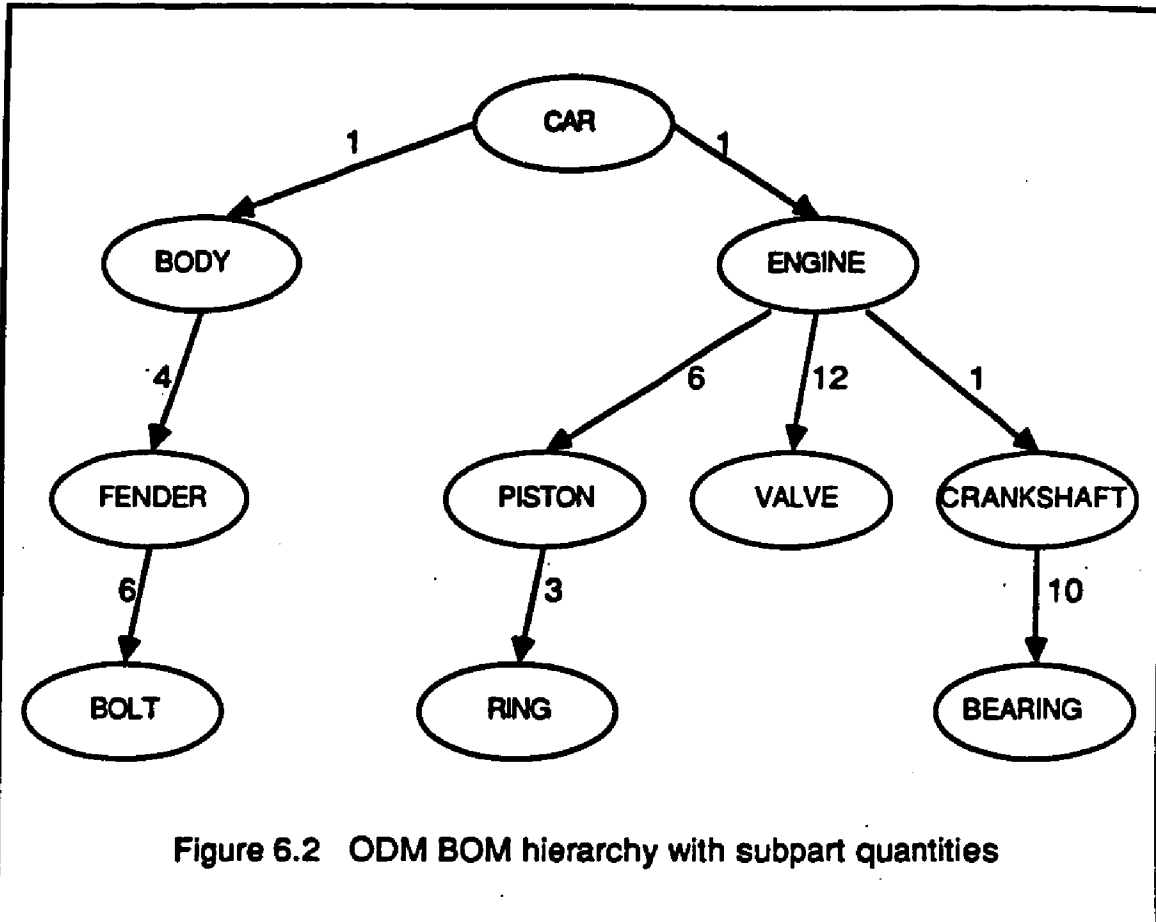 CAR
1
1
BODY
ENGINE
4
6
12
1
FENDER
PISTON
VALVE
CRANKSHAFT
6
3
10
BOLT
RING
BEARING
Figure 6.2 ODM BOM hierarchy with subpart quantities